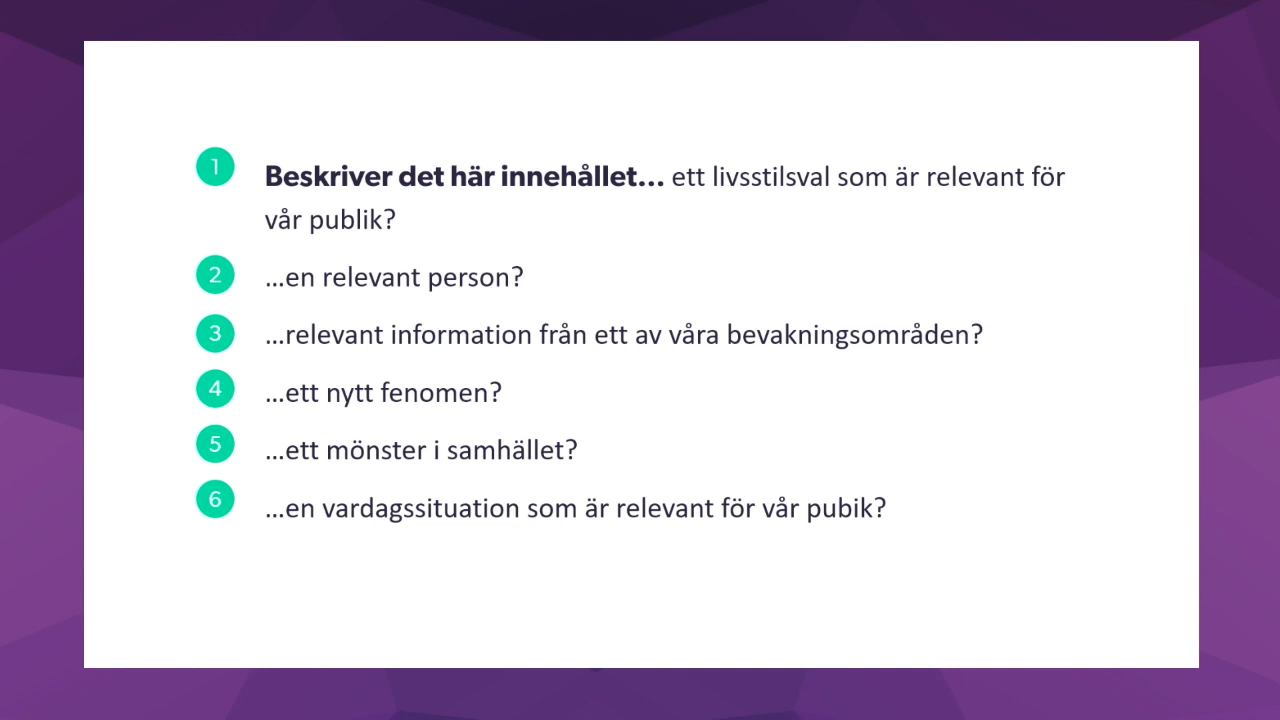 1 Beskriver det här innehållet... ett livsstilsval som är relevant för
vår publik?
2 ...en relevant person?
3 ...relevant information från ett av våra bevakningsområden?
4 ...ett nytt fenomen?
5 ...ett mönster i samhället?
6 ...en vardagssituation som är relevant för vår pubik?